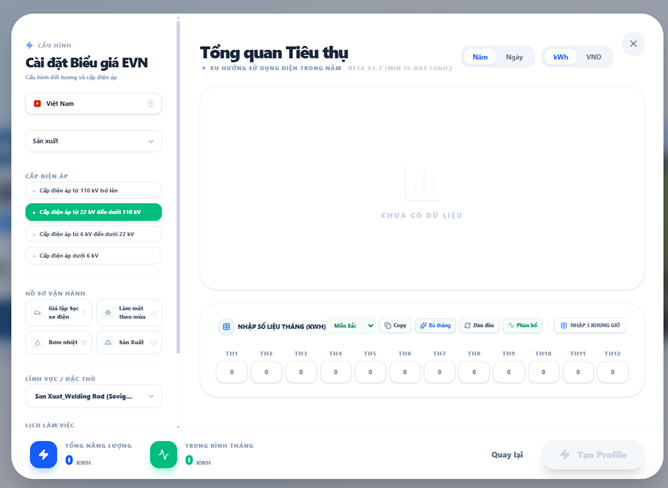 CẤU HÌNH
Cài đặt Biểu giá EVN
Cấu hình đối tượng và cấp điện áp
Việt Nam
Sản xuất
CẤP ĐIỆN ÁP
Cấp điện áp từ 110 kV trở lên
Cấp điện áp từ 22 kV đến dưới 110 kV
Cấp điện áp từ 6 kV đến dưới 22 kV
Cấp điện áp dưới 6 kV
HỒ SƠ VẬN HÀNH
Giả lập Sạc xe điện
Làm mát theo mùa
Bơm nhiệt
Sản Xuất
LĨNH VỰC / ĐẶC THÙ
San Xuat_Welding Rod (Sovig...
LỊCH LÀM VIỆC
Tổng quan Tiêu thụ
XU HƯỚNG SỬ DỤNG ĐIỆN TRONG NĂM BETA V2.7 (MIN 15-DAY LOGIC)
Năm Ngày
kWh VND
CHƯA CÓ DỮ LIỆU
NHẬP SỐ LIỆU THÁNG (KWH) Miền Bắc Copy Bù tháng Dàn đều Phân bổ NHẬP 3 KHUNG GIỜ
TH1 TH2 TH3 TH4 TH5 TH6 TH7 TH8 TH9 TH10 TH11 TH12
0 0 0 0 0 0 0 0 0 0 0 0
TỔNG NĂNG LƯỢNG
0 KWH
TRUNG BÌNH THÁNG
0 KWH
Quay lại
Tạo Profile